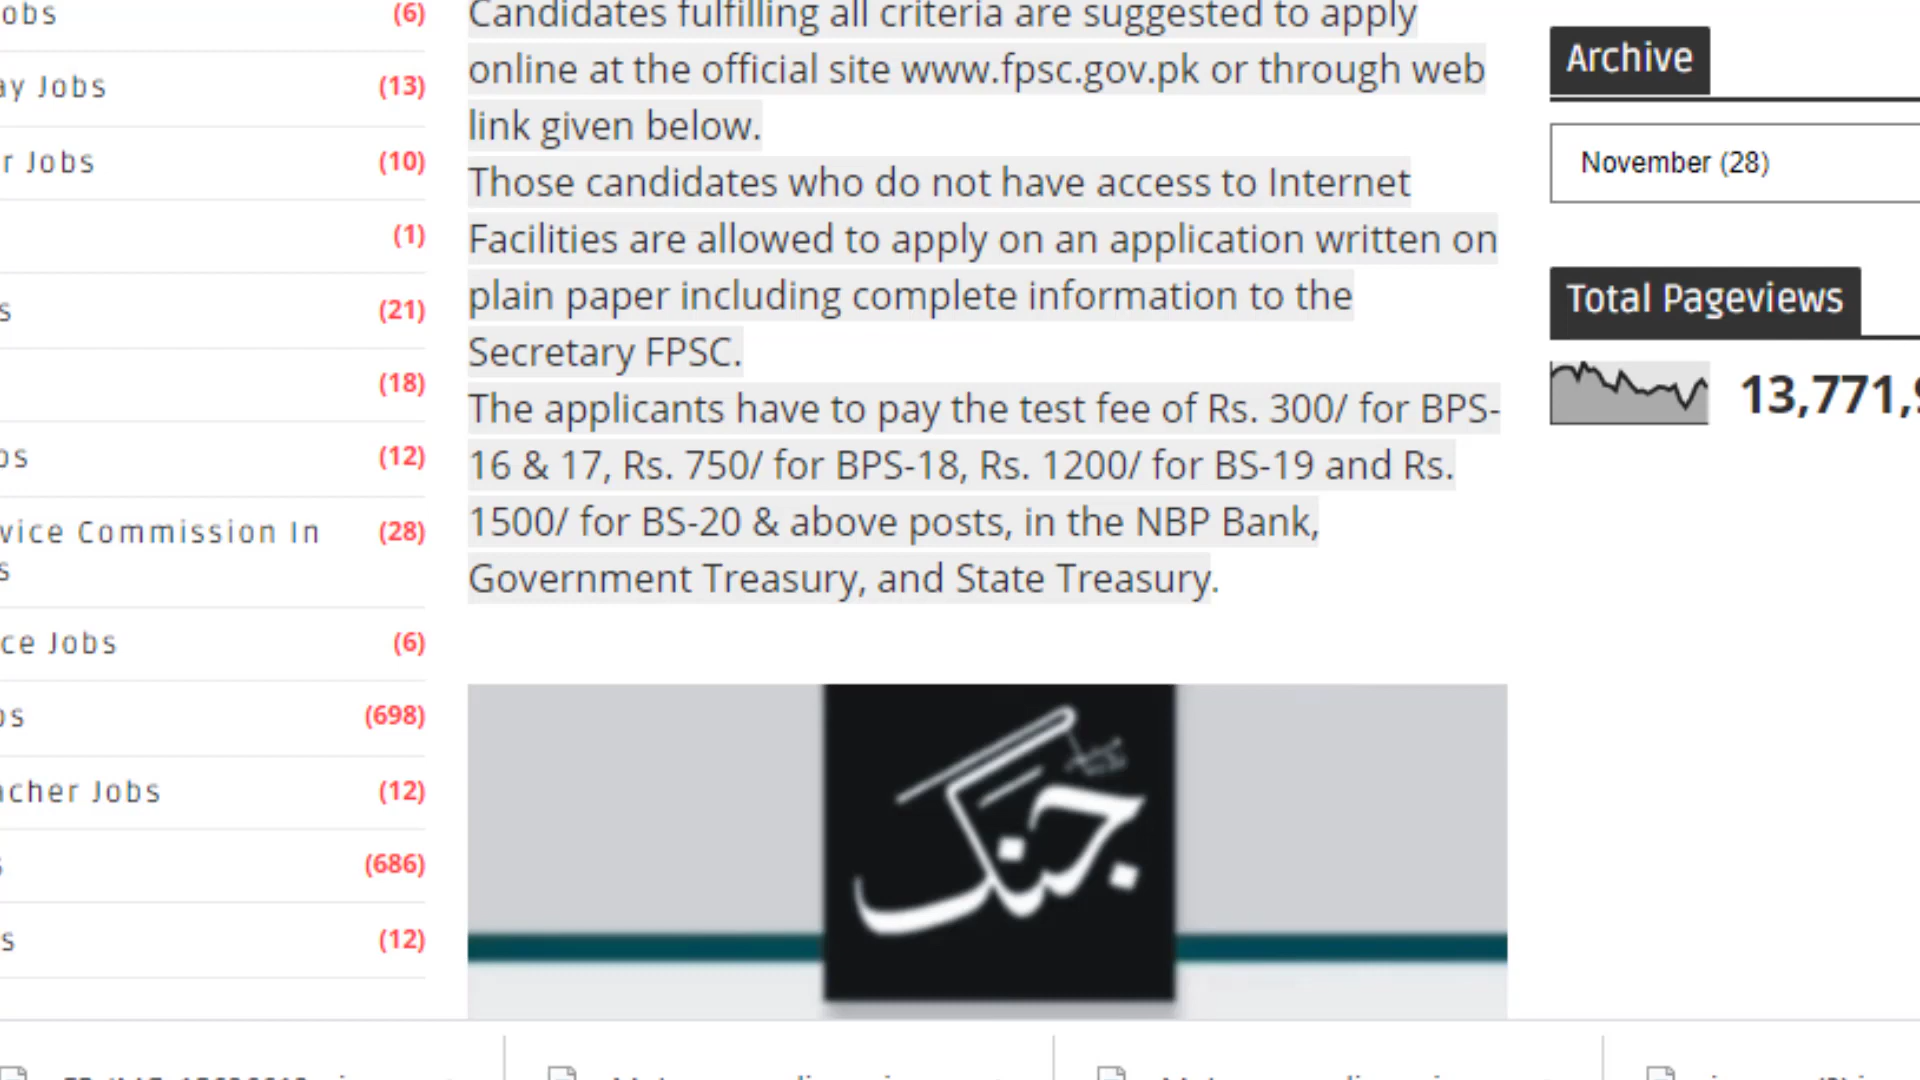 obs (6)
ay Jobs (13)
r Jobs (10)
(1)
s (21)
(18)
os (12)
vice Commission In (28)
s
ce Jobs (6)
os (698)
acher Jobs (12)
s (686)
s (12)
Candidates fulfilling all criteria are suggested to apply
online at the official site www.fpsc.gov.pk or through web
link given below.
Those candidates who do not have access to Internet
Facilities are allowed to apply on an application written on
plain paper including complete information to the
Secretary FPSC.
The applicants have to pay the test fee of Rs. 300/ for BPS-
16 & 17, Rs. 750/ for BPS-18, Rs. 1200/ for BS-19 and Rs.
1500/ for BS-20 & above posts, in the NBP Bank,
Government Treasury, and State Treasury.
جنگ
Archive
November (28)
Total Pageviews
13,771,9